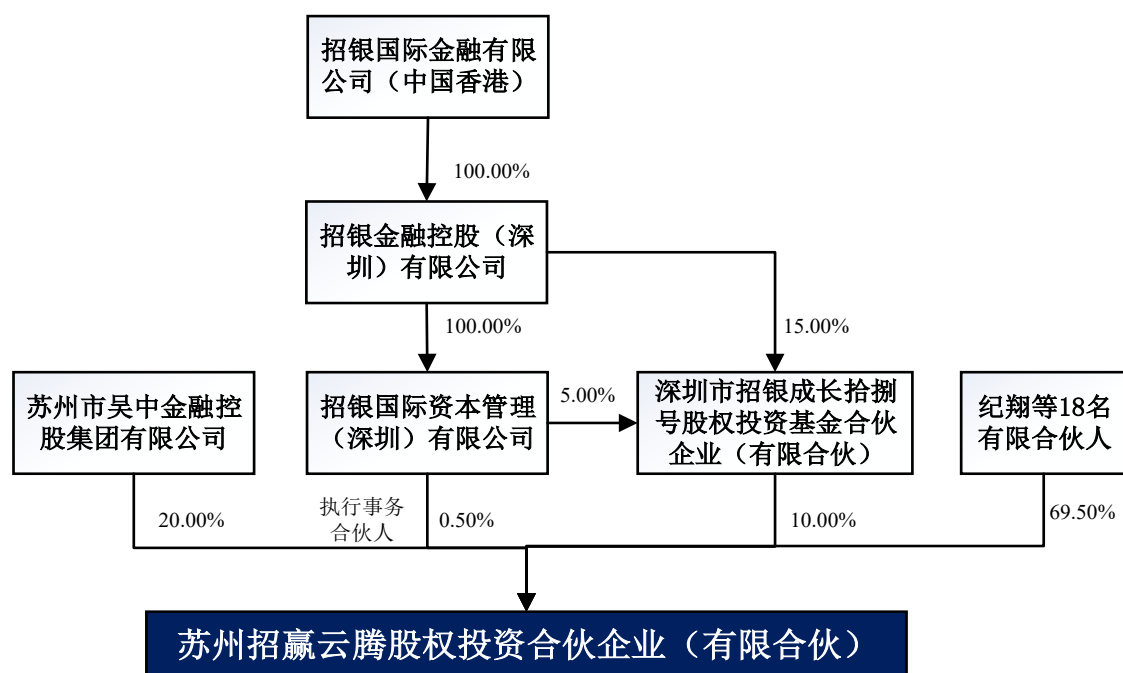 招银国际金融有限
公司（中国香港）
100.00%
招银金融控股（深
圳）有限公司
100.00%
15.00%
苏州市吴中金融控
股集团有限公司
招银国际资本管理
（深圳）有限公司
5.00%
深圳市招银成长拾捌
号股权投资基金合伙
企业（有限合伙）
纪翔等18名
有限合伙人
20.00%
执行事务
合伙人
0.50%
10.00%
69.50%
苏州招赢云腾股权投资合伙企业（有限合伙）